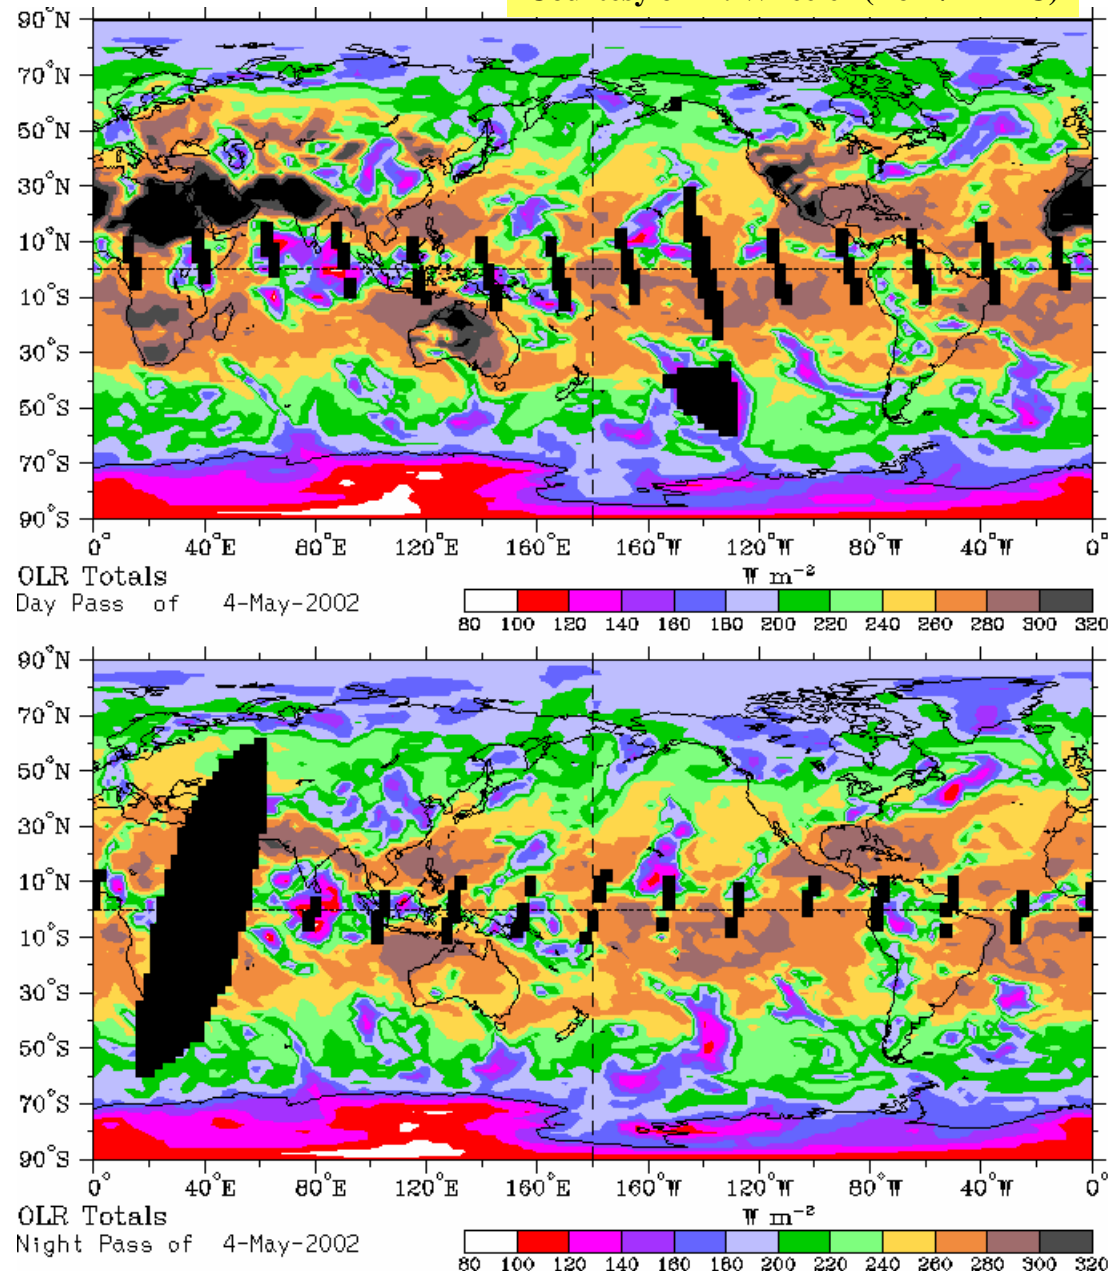 90°N
70°N
50°N
30°N
10°N
10°S
30°S
50°S
70°S
90°S
0° 40°E 80°E 120°E 160°E 160°W 120°W 80°W 40°W 0°
OLR Totals W m⁻²
Day Pass of 4-May-2002
80 100 120 140 160 180 200 220 240 260 280 300 320
90°N
70°N
50°N
30°N
10°N
10°S
30°S
50°S
70°S
90°S
0° 40°E 80°E 120°E 160°E 160°W 120°W 80°W 40°W 0°
OLR Totals W m⁻²
Night Pass of 4-May-2002
80 100 120 140 160 180 200 220 240 260 280 300 320